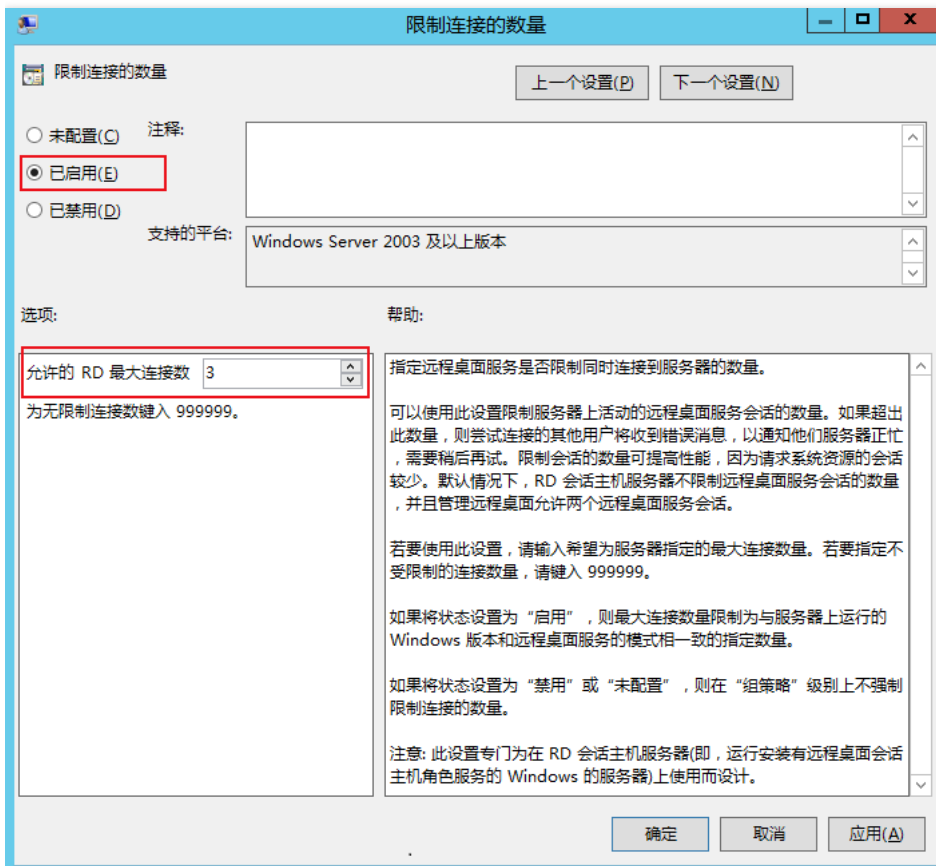 限制连接的数量
限制连接的数量
上一个设置(P)
下一个设置(N)
未配置(C)
注释:
已启用(E)
已禁用(D)
支持的平台:
Windows Server 2003 及以上版本
选项:
帮助:
允许的 RD 最大连接数 3
为无限制连接数键入 999999。
指定远程桌面服务是否限制同时连接到服务器的数量。
可以使用此设置限制服务器上活动的远程桌面服务会话的数量。如果超出
此数量，则尝试连接的其他用户将收到错误消息，以通知他们服务器正忙
，需要稍后再试。限制会话的数量可提高性能，因为请求系统资源的会话
较少。默认情况下，RD 会话主机服务器不限制远程桌面服务会话的数量
，并且管理远程桌面允许两个远程桌面服务会话。
若要使用此设置，请输入希望为服务器指定的最大连接数量。若要指定不
受限制的连接数量，请键入 999999。
如果将状态设置为“启用”，则最大连接数量限制为与服务器上运行的
Windows 版本和远程桌面服务的模式相一致的指定数量。
如果将状态设置为“禁用”或“未配置”，则在“组策略”级别上不强制
限制连接的数量。
注意: 此设置专门为在 RD 会话主机服务器(即，运行安装有远程桌面会话
主机角色服务的 Windows 的服务器)上使用而设计。
确定
取消
应用(A)